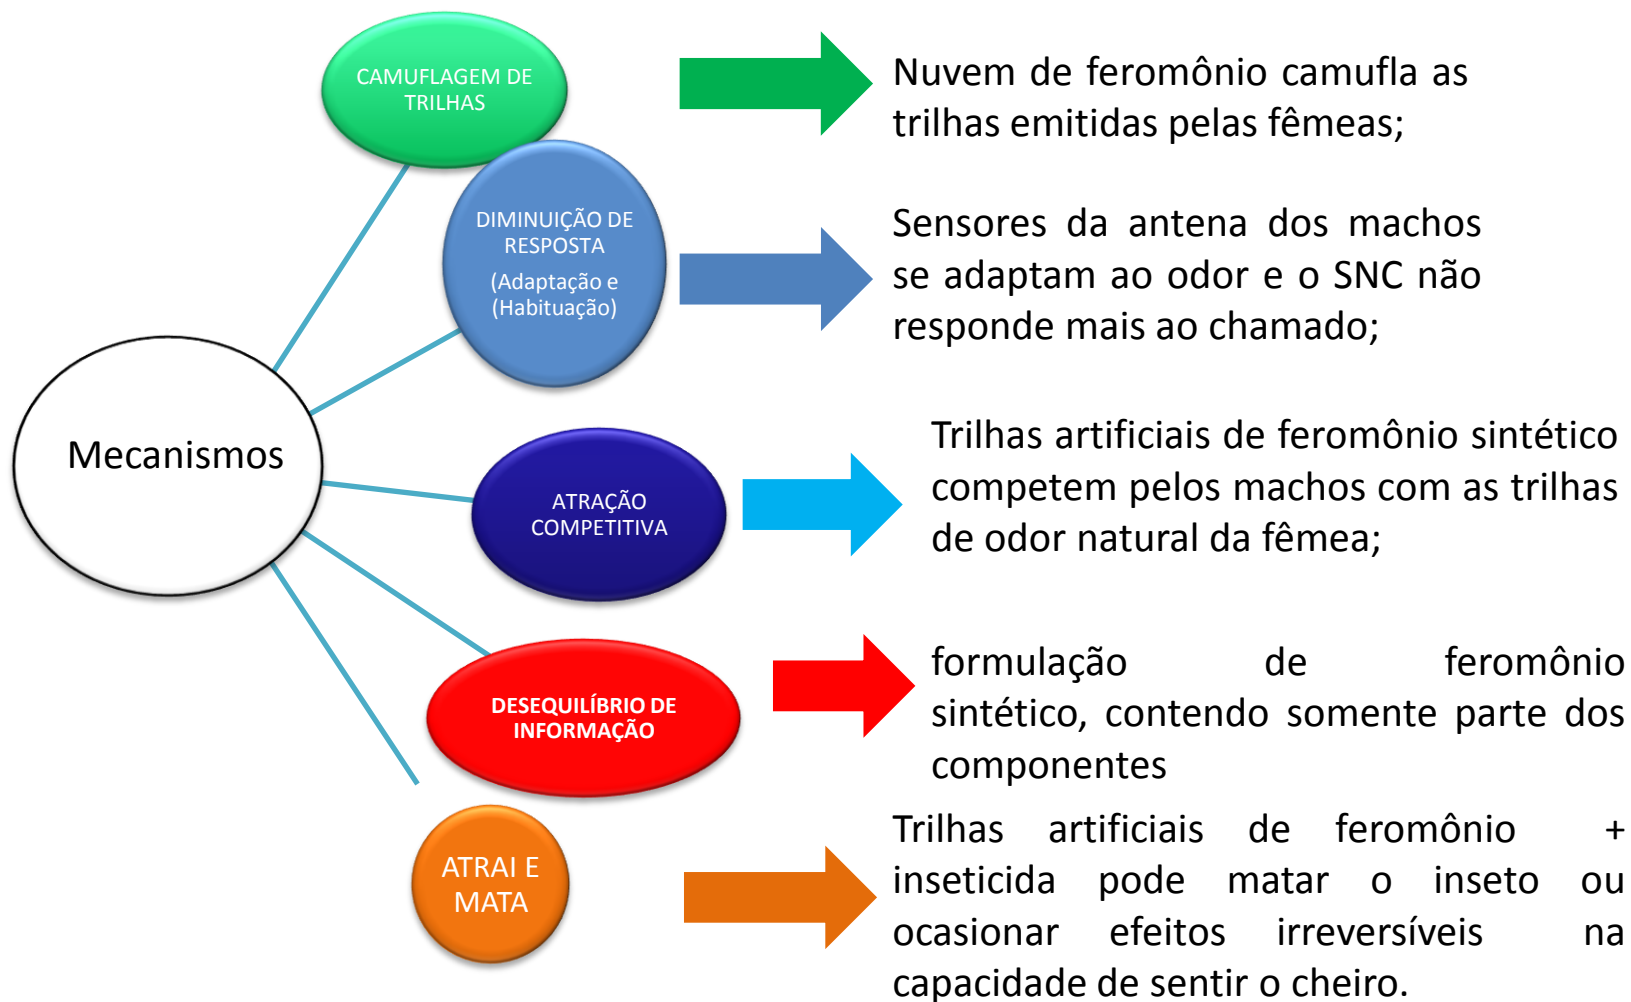 CAMUFLAGEM DE
TRILHAS
Nuvem de feromônio camufla as
trilhas emitidas pelas fêmeas;
DIMINUIÇÃO DE
RESPOSTA
(Adaptação e
(Habituação)
Sensores da antena dos machos
se adaptam ao odor e o SNC não
responde mais ao chamado;
Mecanismos
ATRAÇÃO
COMPETITIVA
Trilhas artificiais de feromônio sintético
competem pelos machos com as trilhas
de odor natural da fêmea;
DESEQUILÍBRIO DE
INFORMAÇÃO
formulação de feromônio
sintético, contendo somente parte dos
componentes
ATRAI E
MATA
Trilhas artificiais de feromônio +
inseticida pode matar o inseto ou
ocasionar efeitos irreversíveis na
capacidade de sentir o cheiro.